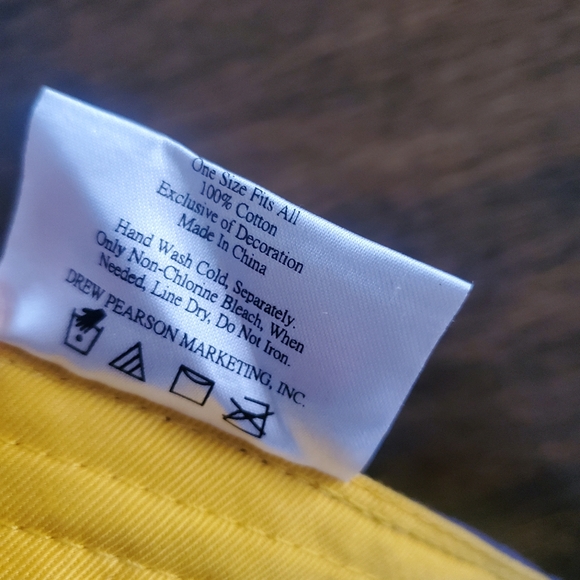 One Size Fits All
100% Cotton
Exclusive of Decoration
Made In China
Hand Wash Cold, Separately.
Only Non-Chlorine Bleach, When
Needed, Line Dry, Do Not Iron.
DREW PEARSON MARKETING, INC.